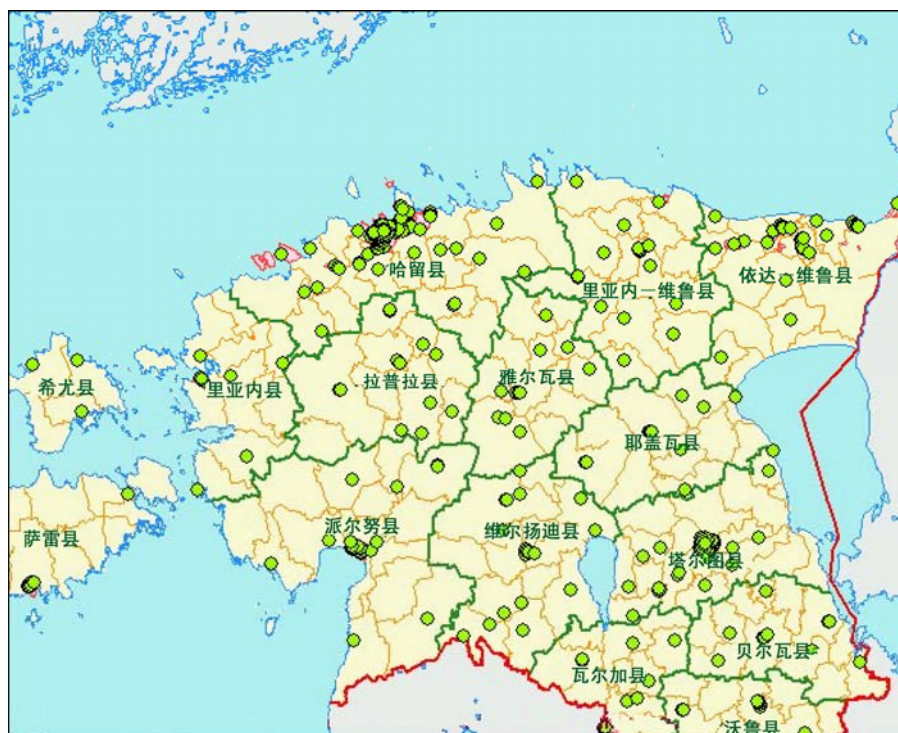 哈留县
依达一维鲁县
里亚内一维鲁县
希尤县
里亚内县
拉普拉县
雅尔瓦县
耶盖瓦县
萨雷县
派尔努县
维尔扬迪县
塔尔图县
瓦尔加县
贝尔瓦县
沃鲁县